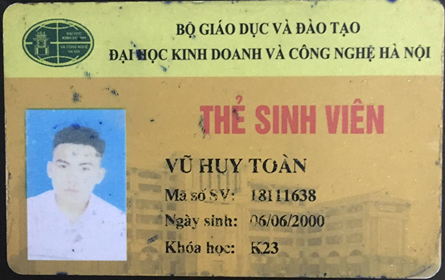 BỘ GIÁO DỤC VÀ ĐÀO TẠO
ĐẠI HỌC KINH DOANH VÀ CÔNG NGHỆ HÀ NỘI
THẺ SINH VIÊN
VŨ HUY TOÀN
Mã số SV: 18111638
Ngày sinh: 06/06/2000
Khóa học: K23